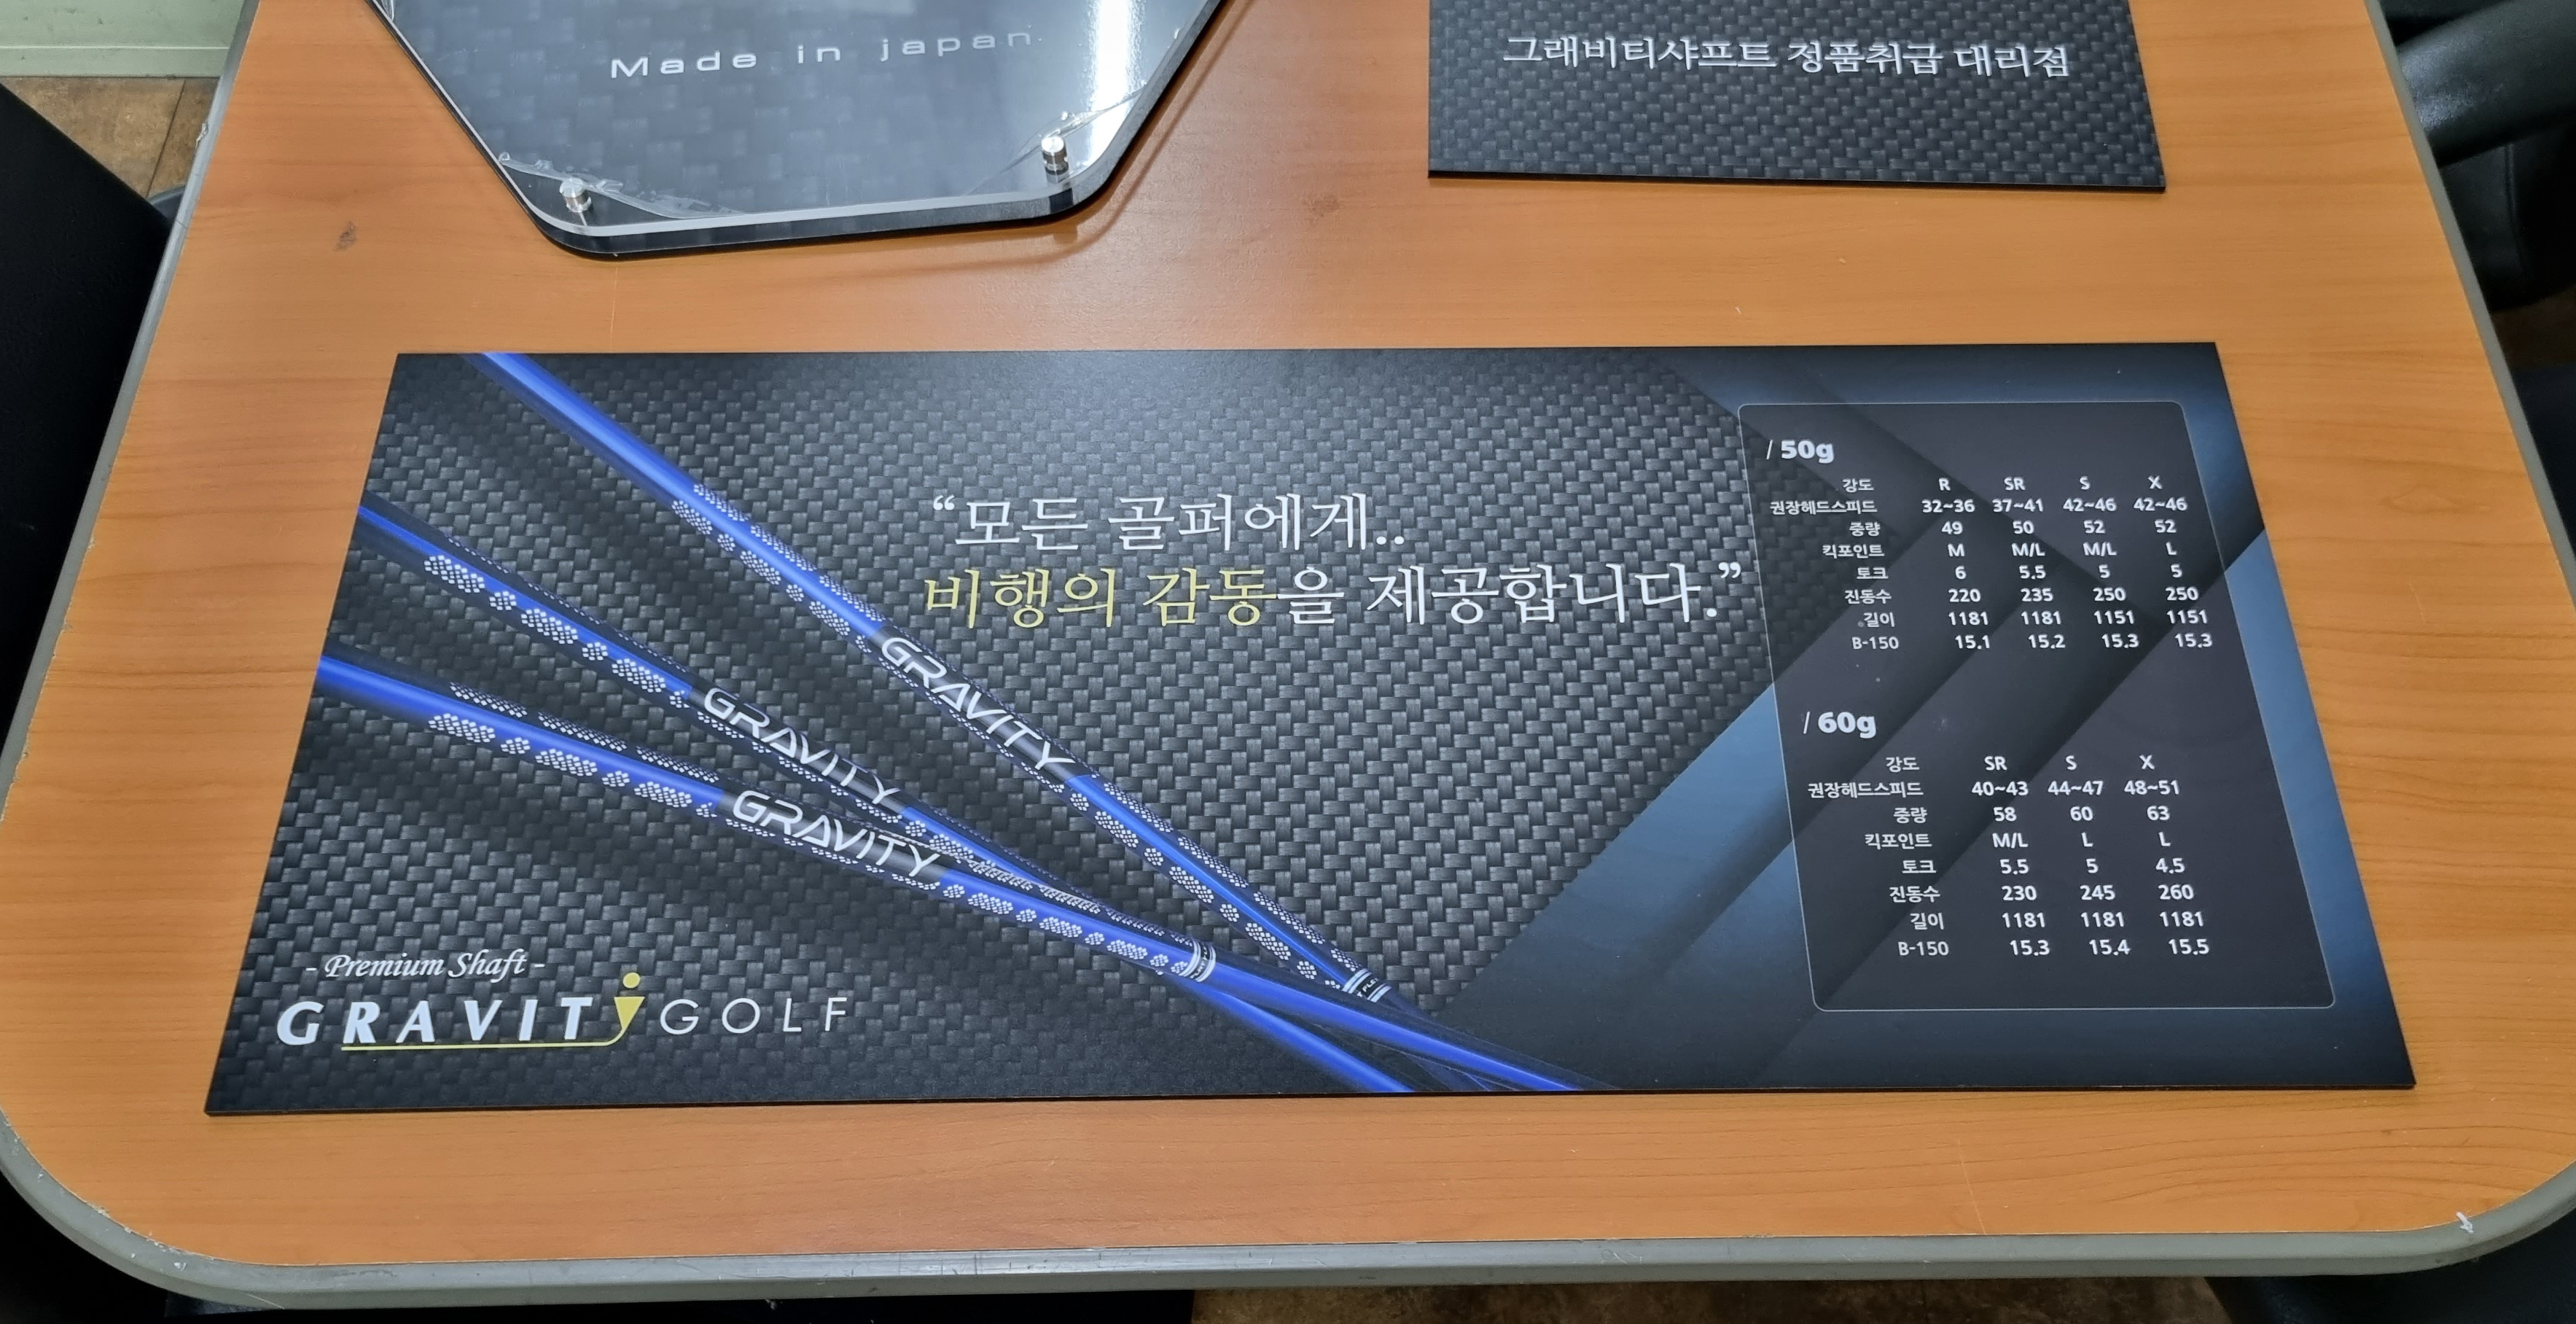 Made in japan
그래비티샤프트 정품취급 대리점
“모든 골퍼에게..
비행의 감동을 제공합니다.”
GRAVITY
GRAVITY
GRAVITY
- Premium Shaft -
GRAVITY GOLF
/ 50g
강도 R SR S X
권장헤드스피드 32~36 37~41 42~46 42~46
중량 49 50 52 52
킥포인트 M M/L M/L L
토크 6 5.5 5 5
진동수 220 235 250 250
길이 1181 1181 1151 1151
B-150 15.1 15.2 15.3 15.3
/ 60g
강도 SR S X
권장헤드스피드 40~43 44~47 48~51
중량 58 60 63
킥포인트 M/L L L
토크 5.5 5 4.5
진동수 230 245 260
길이 1181 1181 1181
B-150 15.3 15.4 15.5